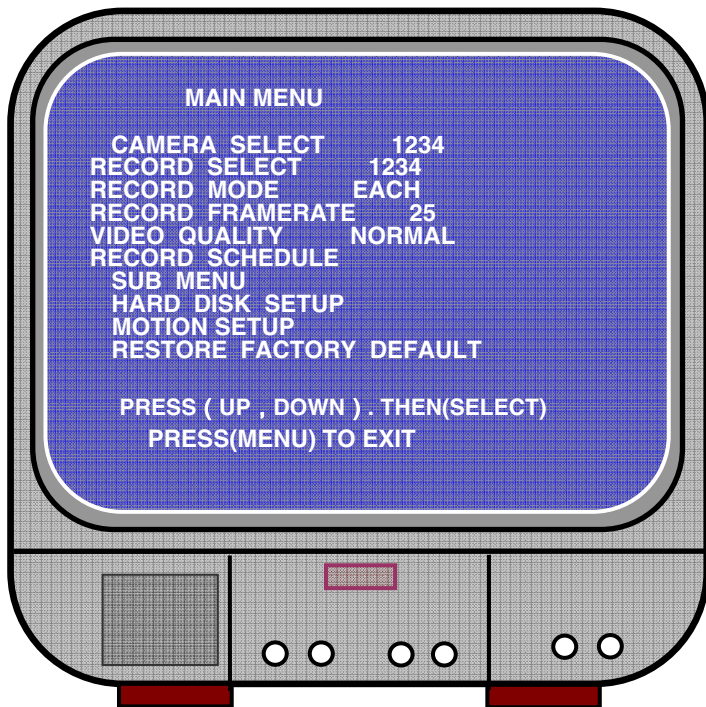 MAIN MENU
CAMERA SELECT 1234
RECORD SELECT 1234
RECORD MODE EACH
RECORD FRAMERATE 25
VIDEO QUALITY NORMAL
RECORD SCHEDULE
SUB MENU
HARD DISK SETUP
MOTION SETUP
RESTORE FACTORY DEFAULT
PRESS ( UP , DOWN ) . THEN(SELECT)
PRESS(MENU) TO EXIT